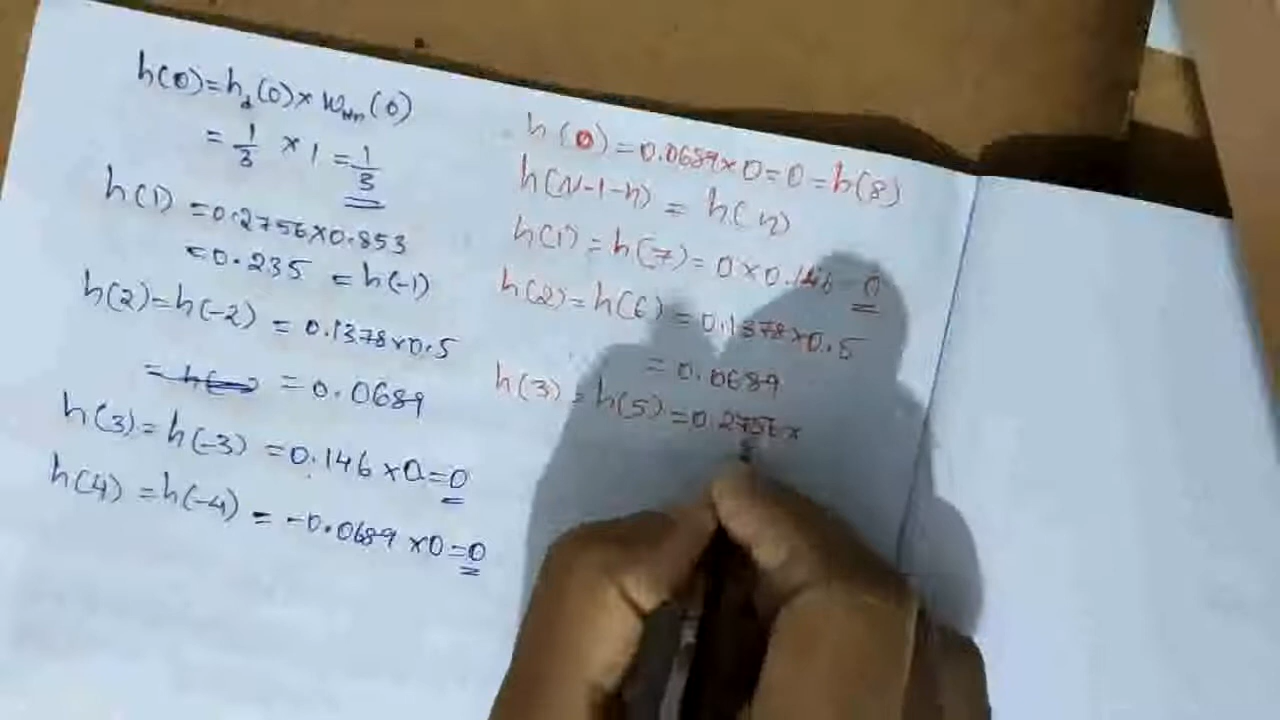 h(0)=h_d(0)×W_Hn(0)
= 1/3 × 1 = 1/3
h(1) =0.2756×0.853
=0.235 = h(-1)
h(2)=h(-2) = 0.1378×0.5
= 0.0689
h(3)=h(-3) =0.146 ×0=0
h(4) =h(-4) = -0.0689 ×0=0
h(0)=0.0689×0=0=h(8)
h(N-1-n) = h(n)
h(1)=h(7)=0×0.146 0
h(2)=h(6)=0.1378×0.5
=0.0689
h(3)=h(5)=0.2756×